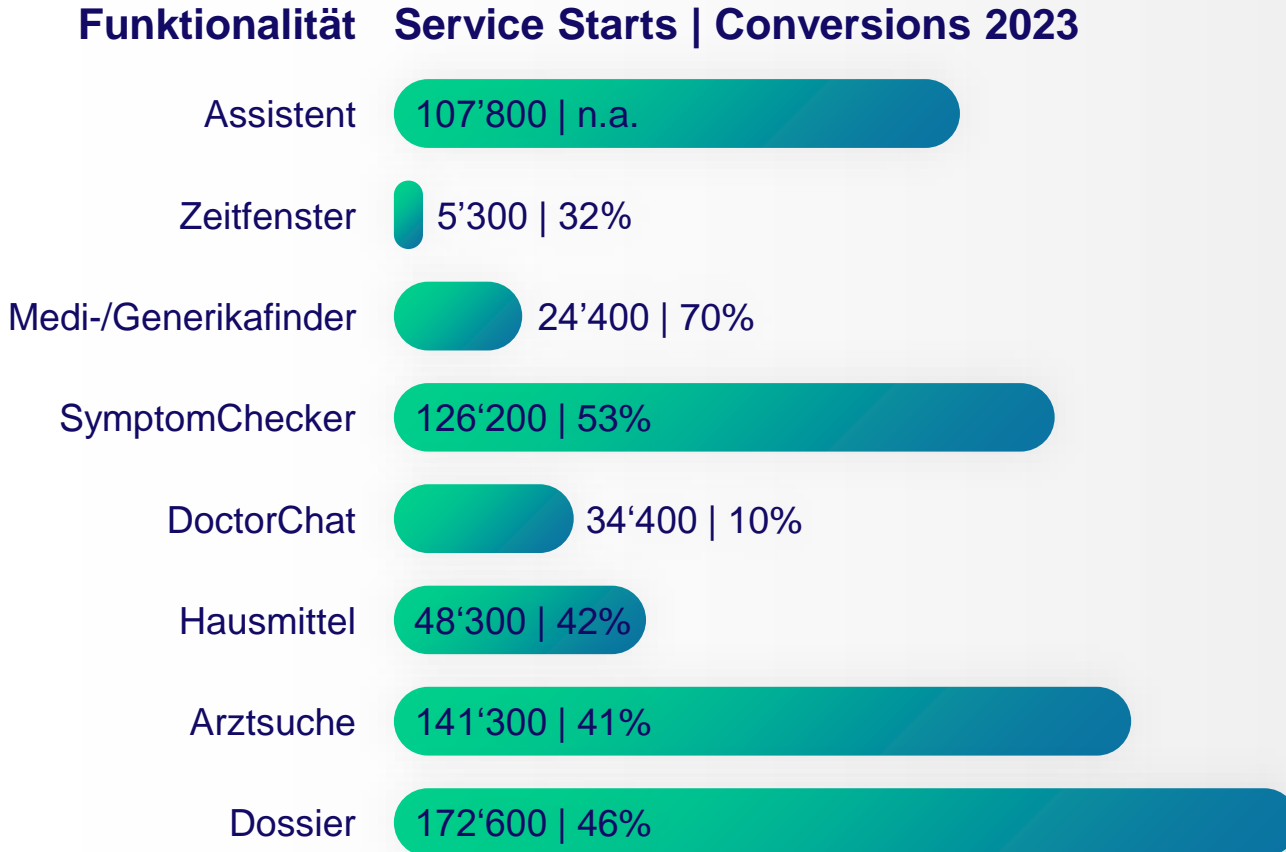 Funktionalität Service Starts | Conversions 2023
Assistent 107’800 | n.a.
Zeitfenster 5’300 | 32%
Medi-/Generikafinder 24’400 | 70%
SymptomChecker 126‘200 | 53%
DoctorChat 34‘400 | 10%
Hausmittel 48‘300 | 42%
Arztsuche 141‘300 | 41%
Dossier 172‘600 | 46%